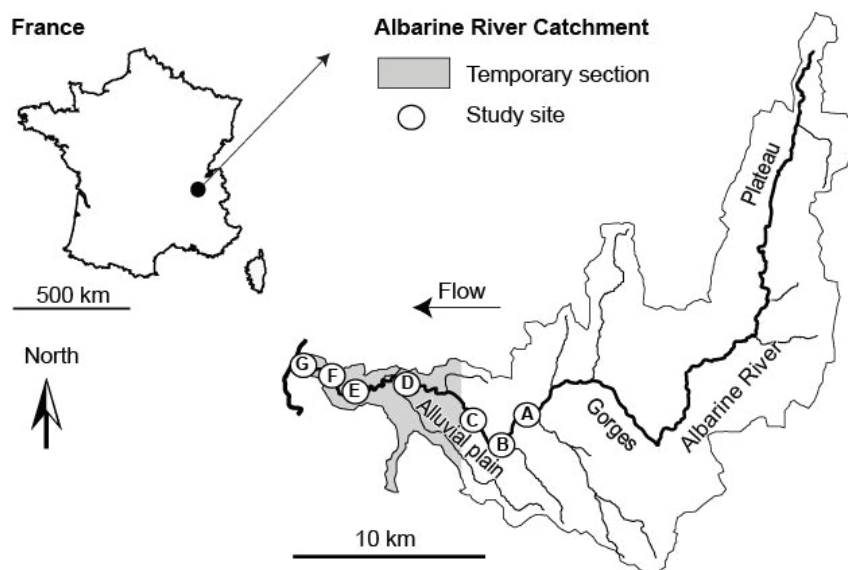 France
Albarine River Catchment
Temporary section
Study site
500 km
North
Flow
Plateau
Gorges
Albarine River
Alluvial plain
G
F
E
D
C
B
A
10 km